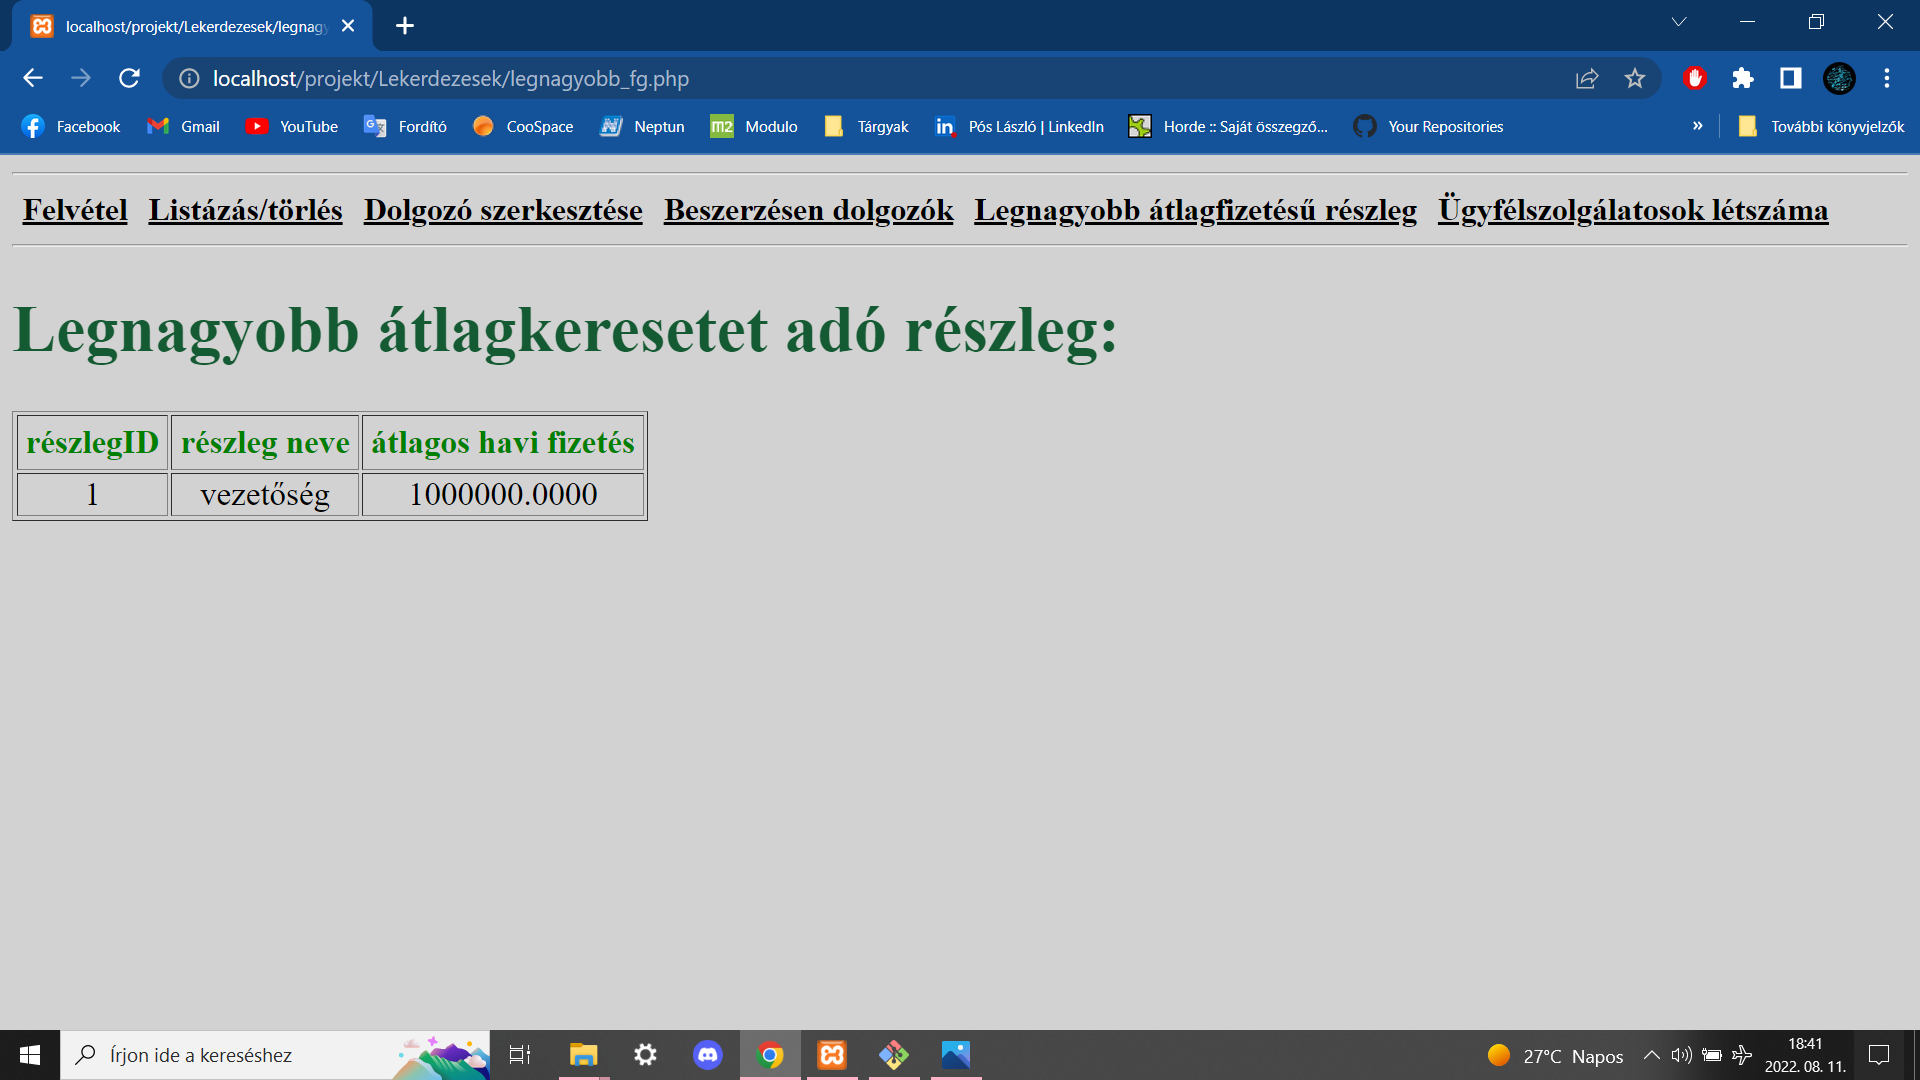 localhost/projekt/Lekerdezesek/legnagy
localhost/projekt/Lekerdezesek/legnagyobb_fg.php
Facebook Gmail YouTube Fordító CooSpace Neptun m2 Modulo Tárgyak Pós László | LinkedIn Horde :: Saját összegző... Your Repositories » További könyvjelzők
Felvétel Listázás/törlés Dolgozó szerkesztése Beszerzésen dolgozók Legnagyobb átlagfizetésű részleg Ügyfélszolgálatosok létszáma
Legnagyobb átlagkeresetet adó részleg:
részlegID részleg neve átlagos havi fizetés
1 vezetőség 1000000.0000
Írjon ide a kereséshez
27°C Napos
18:41
2022. 08. 11.